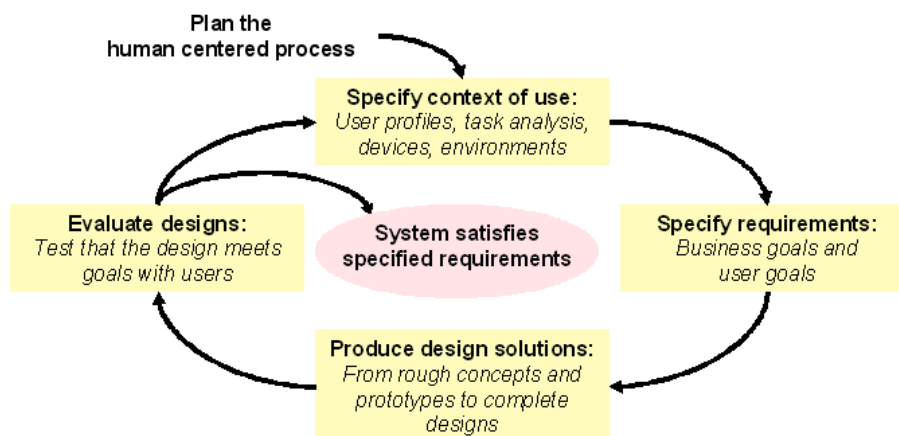 Plan the
human centered process
Specify context of use:
User profiles, task analysis,
devices, environments
Specify requirements:
Business goals and
user goals
Produce design solutions:
From rough concepts and
prototypes to complete
designs
Evaluate designs:
Test that the design meets
goals with users
System satisfies
specified requirements